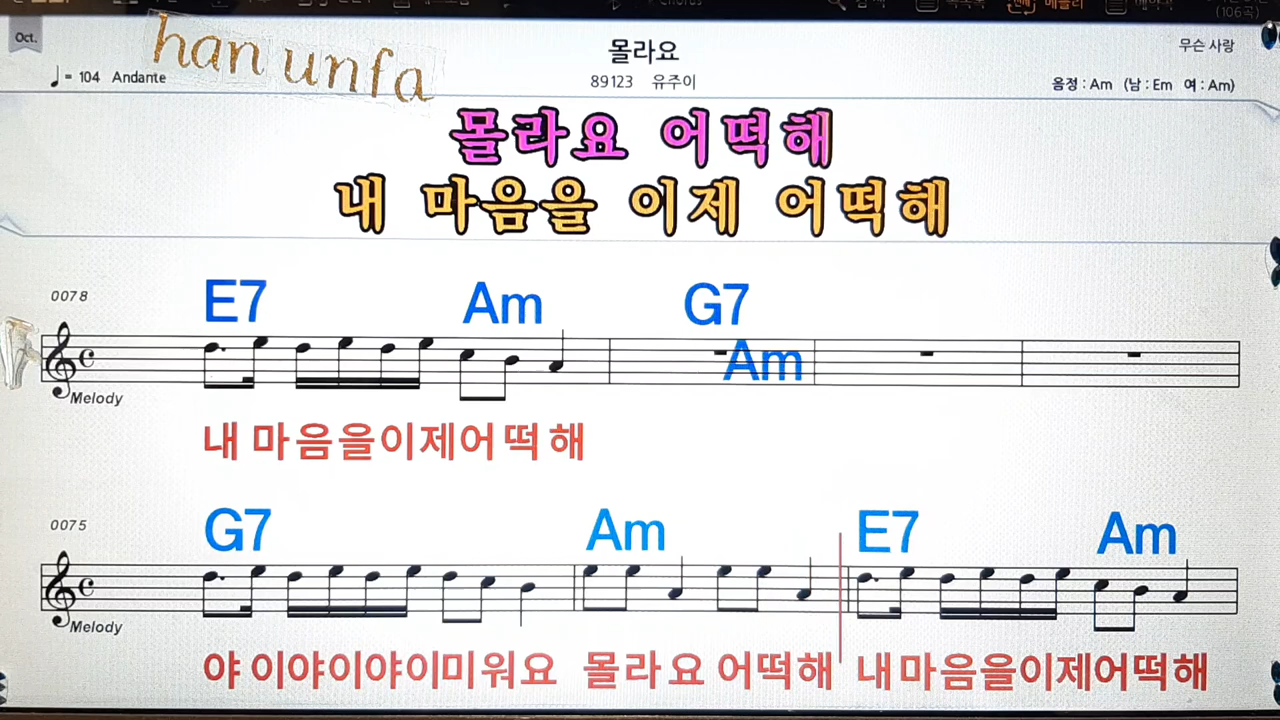 Oct.
han unfa
몰라요
무슨 사랑
♩= 104 Andante
89123 유주이
음정 : Am (남 : Em 여 : Am)
몰라요 어떡해
내 마음을 이제 어떡해
0078
E7 Am G7
Am
Melody
내 마음을이제어떡해
0075
G7 Am E7 Am
Melody
야 이야이야이미워요 몰라요 어떡해 내마음을이제어떡해
(106곡)